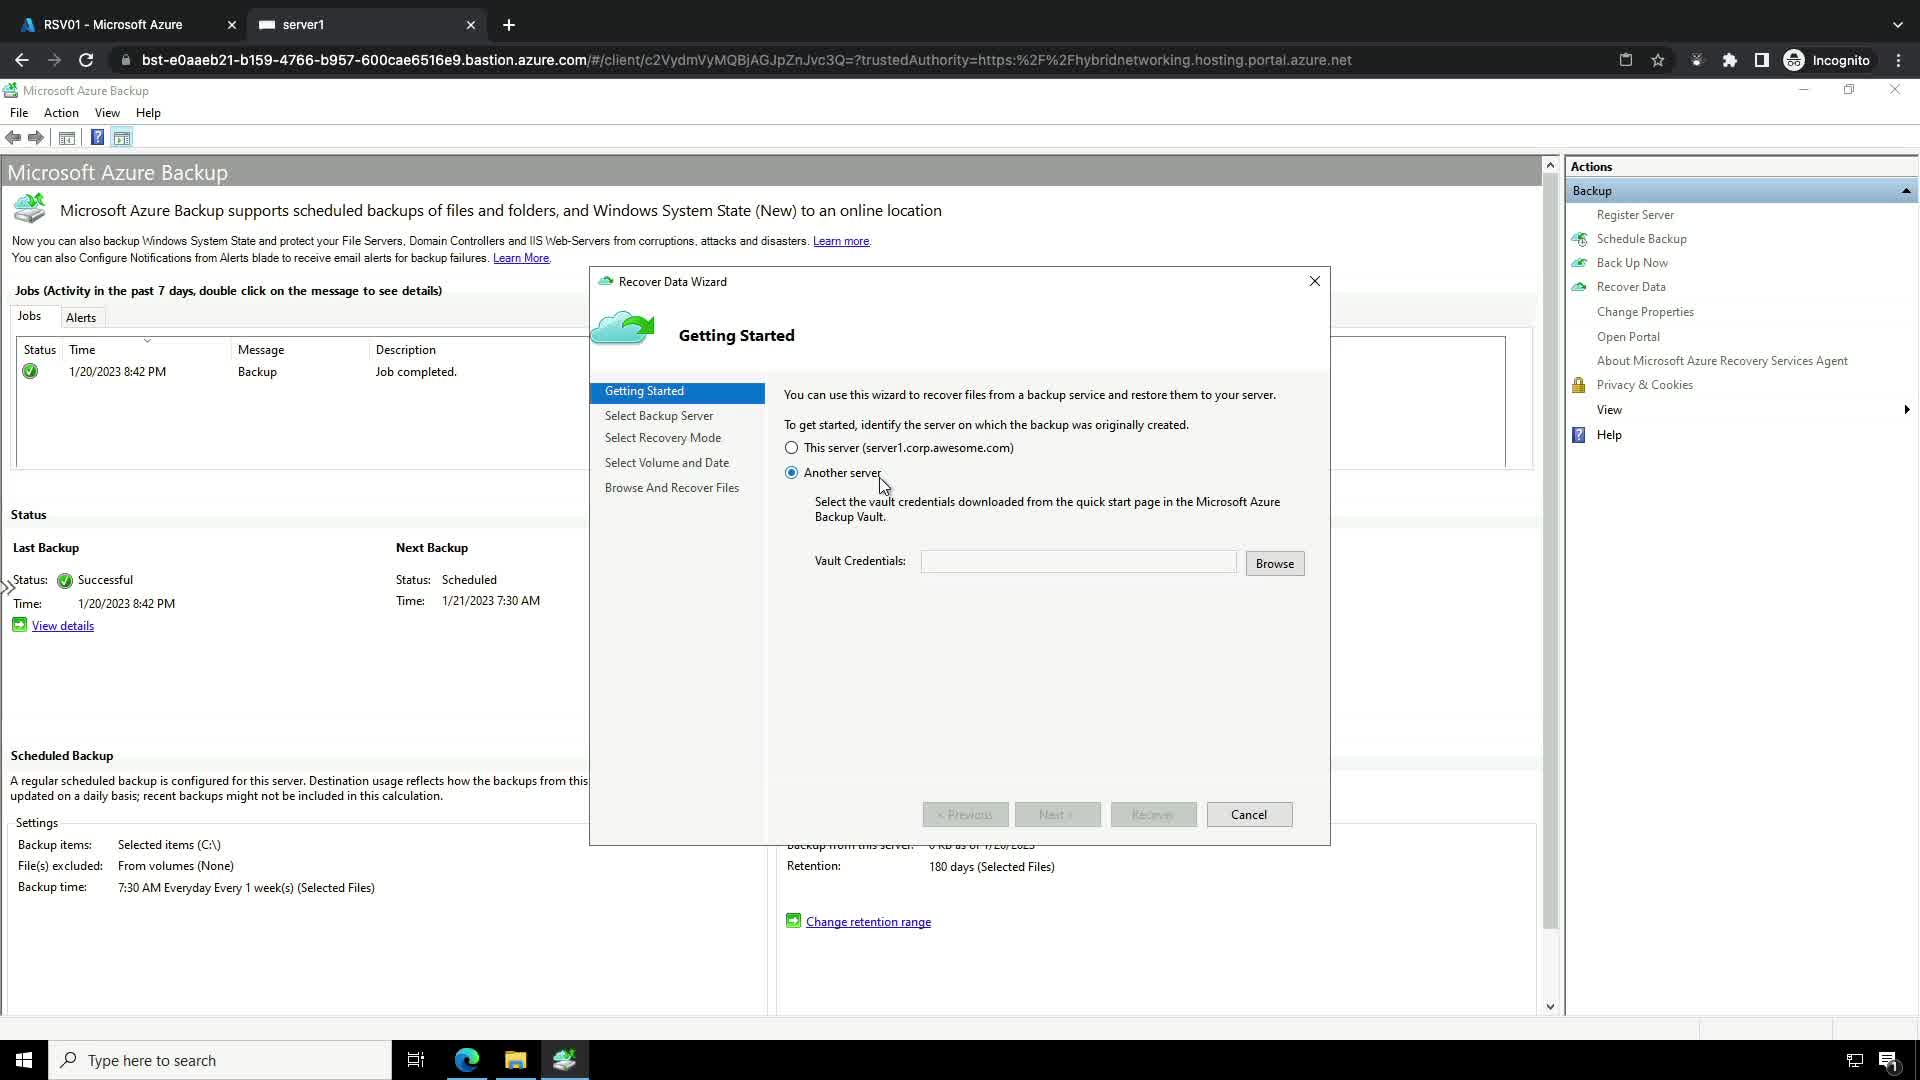 RSV01 - Microsoft Azure
server1
bst-e0aaeb21-b159-4766-b957-600cae6516e9.bastion.azure.com/#/client/c2VydmVyMQBjAGJpZnJvc3Q=?trustedAuthority=https:%2F%2Fhybridnetworking.hosting.portal.azure.net
Incognito
Microsoft Azure Backup
File Action View Help
Microsoft Azure Backup
Microsoft Azure Backup supports scheduled backups of files and folders, and Windows System State (New) to an online location
Now you can also backup Windows System State and protect your File Servers, Domain Controllers and IIS Web-Servers from corruptions, attacks and disasters. Learn more.
You can also Configure Notifications from Alerts blade to receive email alerts for backup failures. Learn More.
Jobs (Activity in the past 7 days, double click on the message to see details)
Jobs Alerts
Status Time Message Description
1/20/2023 8:42 PM Backup Job completed.
Status
Last Backup
Status: Successful
Time: 1/20/2023 8:42 PM
View details
Next Backup
Status: Scheduled
Time: 1/21/2023 7:30 AM
Scheduled Backup
A regular scheduled backup is configured for this server. Destination usage reflects how the backups from this
updated on a daily basis; recent backups might not be included in this calculation.
Settings
Backup items: Selected items (C:\)
File(s) excluded: From volumes (None)
Backup time: 7:30 AM Everyday Every 1 week(s) (Selected Files)
Backup from this server: 0 KB as of 1/20/2023
Retention: 180 days (Selected Files)
Change retention range
Recover Data Wizard
Getting Started
Getting Started
Select Backup Server
Select Recovery Mode
Select Volume and Date
Browse And Recover Files
You can use this wizard to recover files from a backup service and restore them to your server.
To get started, identify the server on which the backup was originally created.
This server (server1.corp.awesome.com)
Another server
Select the vault credentials downloaded from the quick start page in the Microsoft Azure
Backup Vault.
Vault Credentials: Browse
< Previous Next > Recover Cancel
Actions
Backup
Register Server
Schedule Backup
Back Up Now
Recover Data
Change Properties
Open Portal
About Microsoft Azure Recovery Services Agent
Privacy & Cookies
View
Help
Type here to search
1